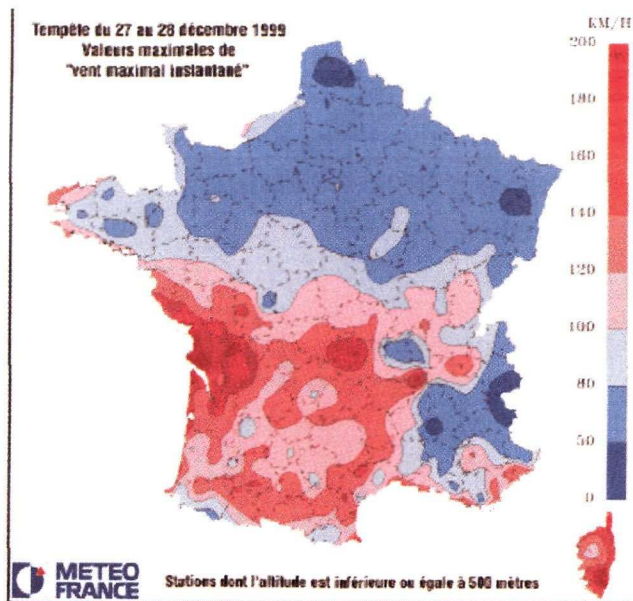 Tempête du 27 au 28 décembre 1999
Valeurs maximales de
"vent maximal instantané"
KM/H
200
180
160
140
120
100
80
50
0
METEO
FRANCE
Stations dont l'altitude est inférieure ou égale à 500 mètres